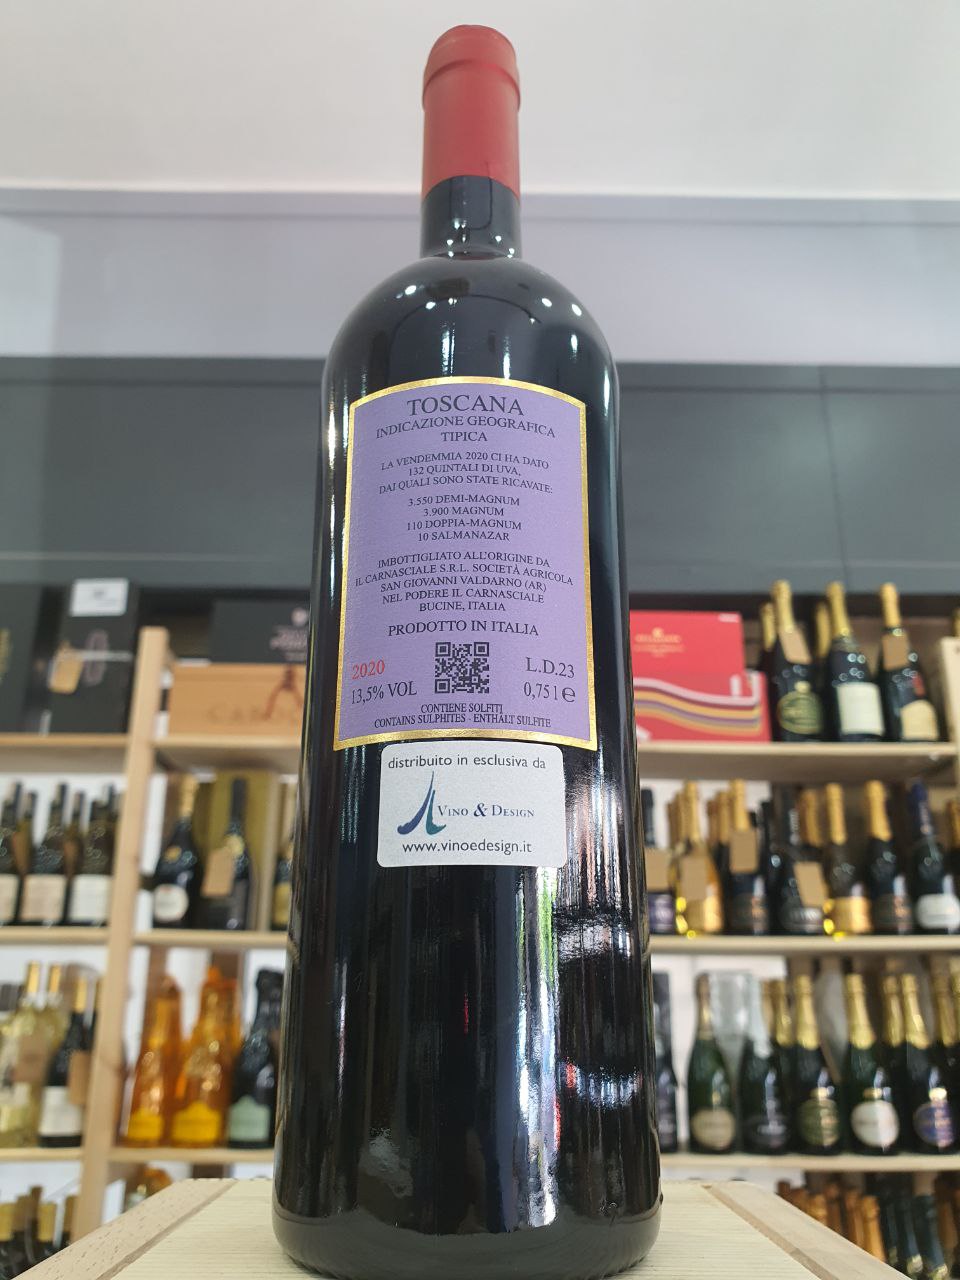 TOSCANA
INDICAZIONE GEOGRAFICA
TIPICA
LA VENDEMMIA 2020 CI HA DATO
132 QUINTALI DI UVA,
DAI QUALI SONO STATE RICAVATE:
3.550 DEMI-MAGNUM
3.900 MAGNUM
110 DOPPIA-MAGNUM
10 SALMANAZAR
IMBOTTIGLIATO ALL'ORIGINE DA
IL CARNASCIALE S.R.L. SOCIETÀ AGRICOLA
SAN GIOVANNI VALDARNO (AR)
NEL PODERE IL CARNASCIALE
BUCINE, ITALIA
PRODOTTO IN ITALIA
2020 L.D.23
13,5% VOL 0,75 l e
CONTIENE SOLFITI
CONTAINS SULPHITES - ENTHÄLT SULFITE
distribuito in esclusiva da
VINO & DESIGN
www.vinoedesign.it